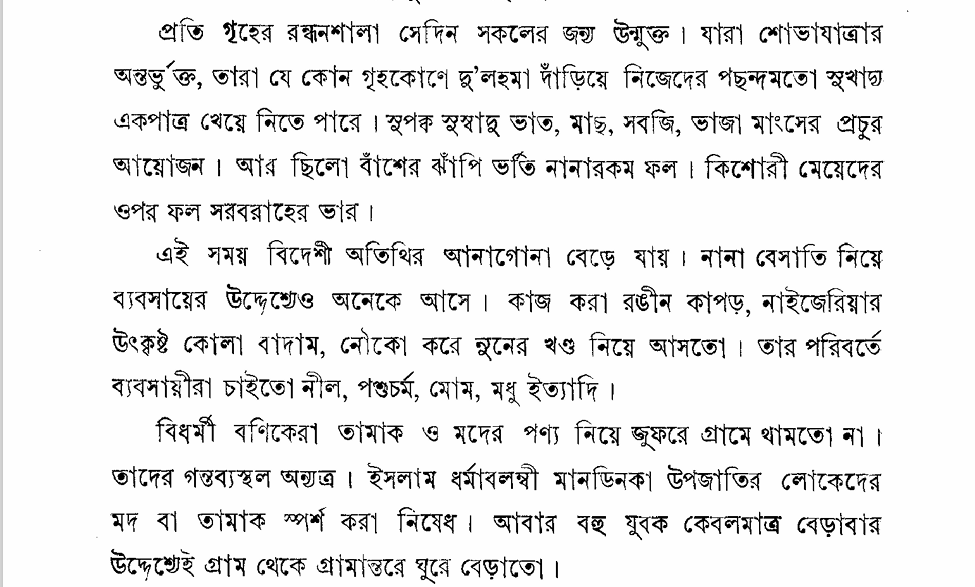 প্রতি গৃহের রন্ধনশালা সেদিন সকলের জন্য উন্মুক্ত। যারা শোভাযাত্রার
অন্তর্ভুক্ত, তারা যে কোন গৃহকোণে দু'লহমা দাঁড়িয়ে নিজেদের পছন্দমতো সুখাদ্য
একপাত্র খেয়ে নিতে পারে। সুপক্ক সুস্বাদু ভাত, মাছ, সবজি, ভাজা মাংসের প্রচুর
আয়োজন। আর ছিলো বাঁশের ঝাঁপি ভর্তি নানারকম ফল। কিশোরী মেয়েদের
ওপর ফল সরবরাহের ভার।
এই সময় বিদেশী অতিথির আনাগোনা বেড়ে যায়। নানা বেসাতি নিয়ে
ব্যবসায়ের উদ্দেশ্যেও অনেকে আসে। কাজ করা রঙীন কাপড়, নাইজেরিয়ার
উৎকৃষ্ট কোলা বাদাম, নৌকো করে নুনের খণ্ড নিয়ে আসতো। তার পরিবর্তে
ব্যবসায়ীরা চাইতো নীল, পশুচর্ম, মোম, মধু ইত্যাদি।
বিধর্মী বণিকেরা তামাক ও মদের পণ্য নিয়ে জুফরে গ্রামে থামতো না।
তাদের গন্তব্যস্থল অন্যত্র। ইসলাম ধর্মাবলম্বী মানডিনকা উপজাতির লোকেদের
মদ বা তামাক স্পর্শ করা নিষেধ। আবার বহু যুবক কেবলমাত্র বেড়াবার
উদ্দেশ্যেই গ্রাম থেকে গ্রামান্তরে ঘুরে বেড়াতো।